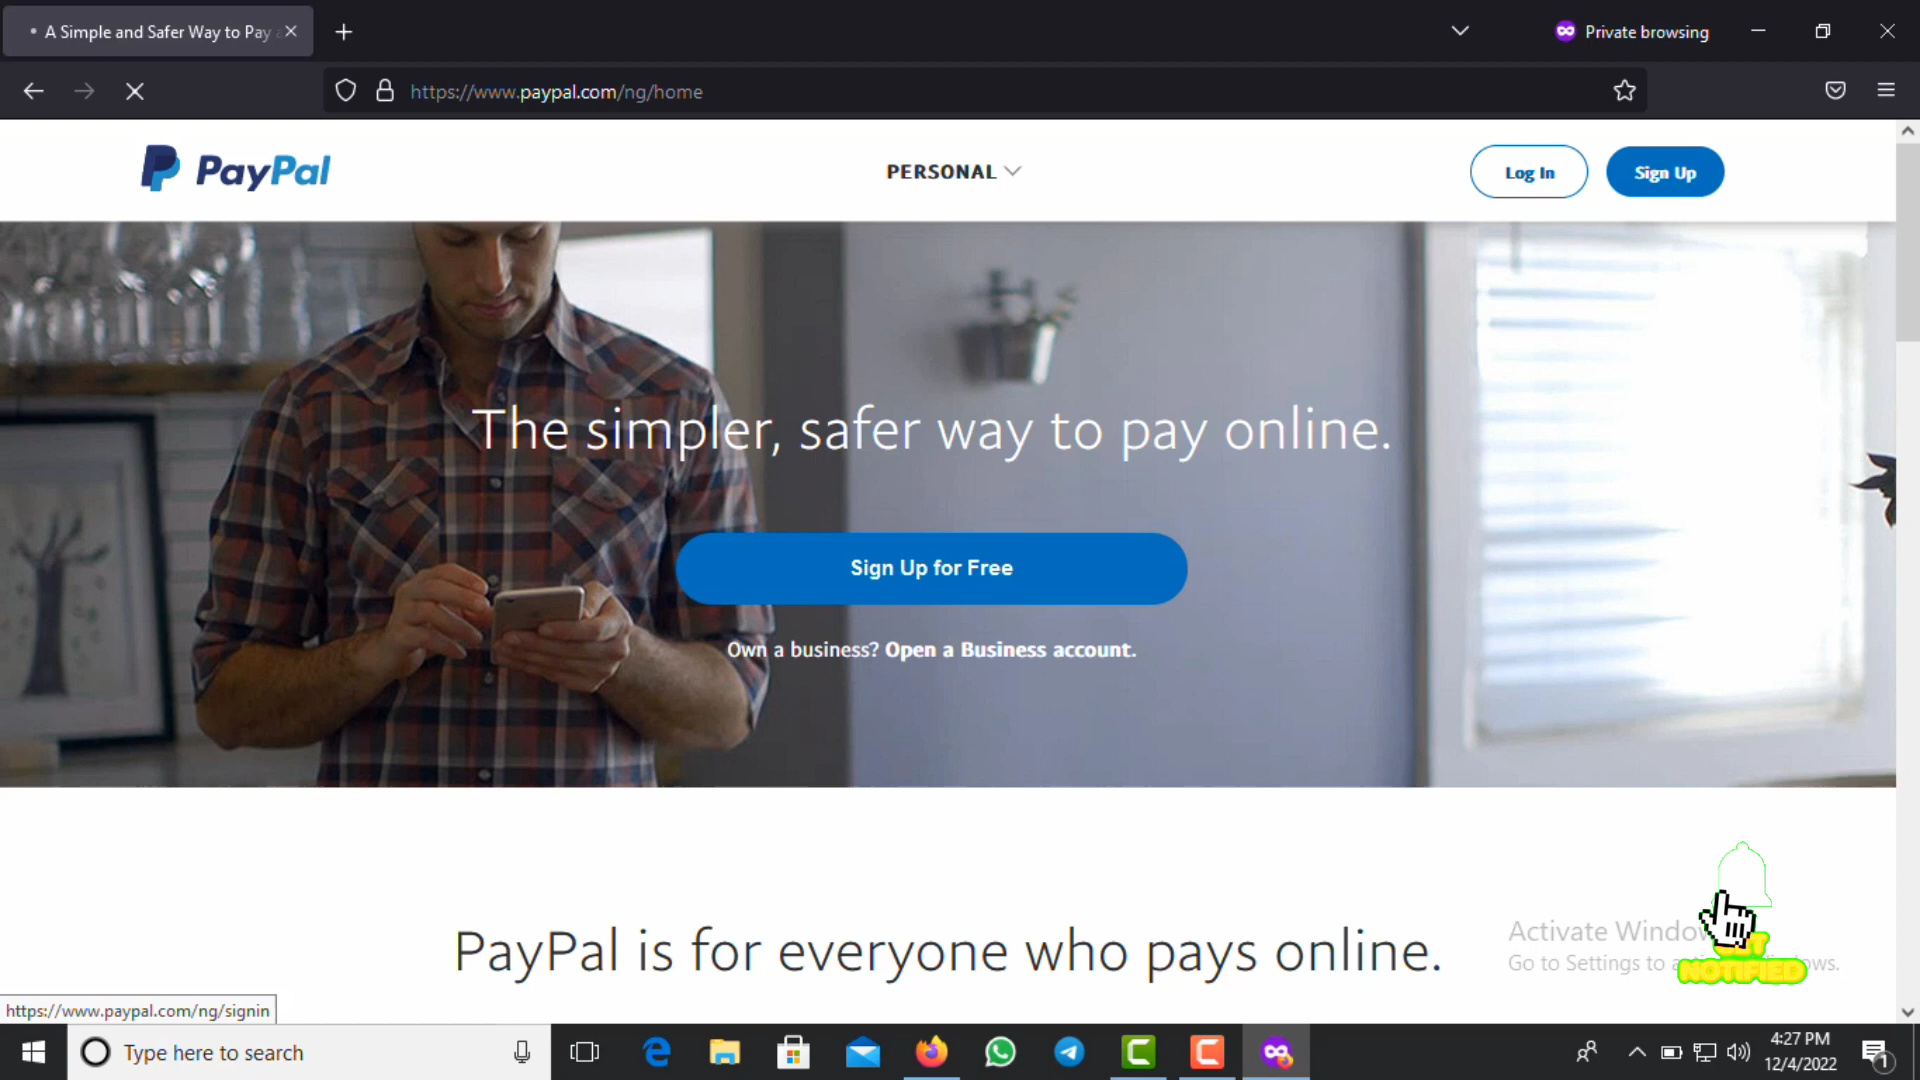 A Simple and Safer Way to Pay
Private browsing
https://www.paypal.com/ng/home
PayPal
PERSONAL
Log In
Sign Up
The simpler, safer way to pay online.
Sign Up for Free
Own a business? Open a Business account.
PayPal is for everyone who pays online.
Activate Window
Go to Settings to
NOTIFIED
https://www.paypal.com/ng/signin
Type here to search
4:27 PM
12/4/2022
1